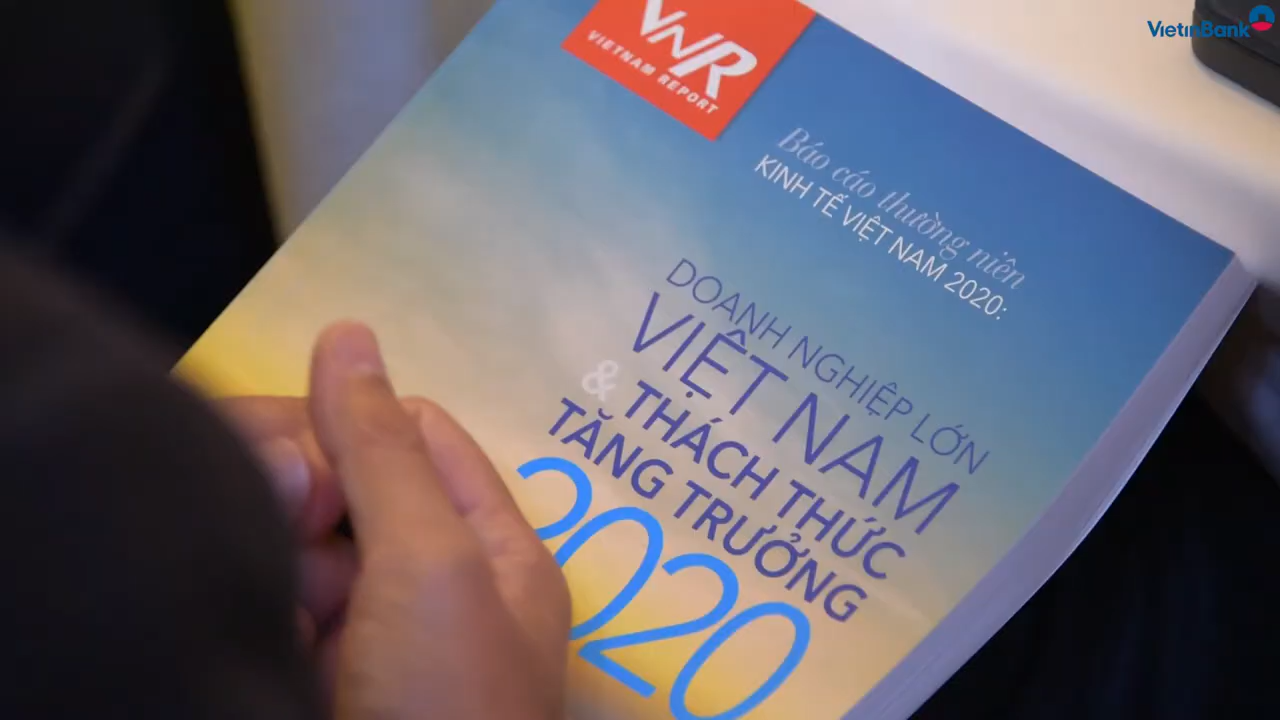 VietinBank
VNR
VIETNAM REPORT
Báo cáo thường niên
KINH TẾ VIỆT NAM 2020:
DOANH NGHIỆP LỚN
VIỆT NAM
& THÁCH THỨC
TĂNG TRƯỞNG
2020